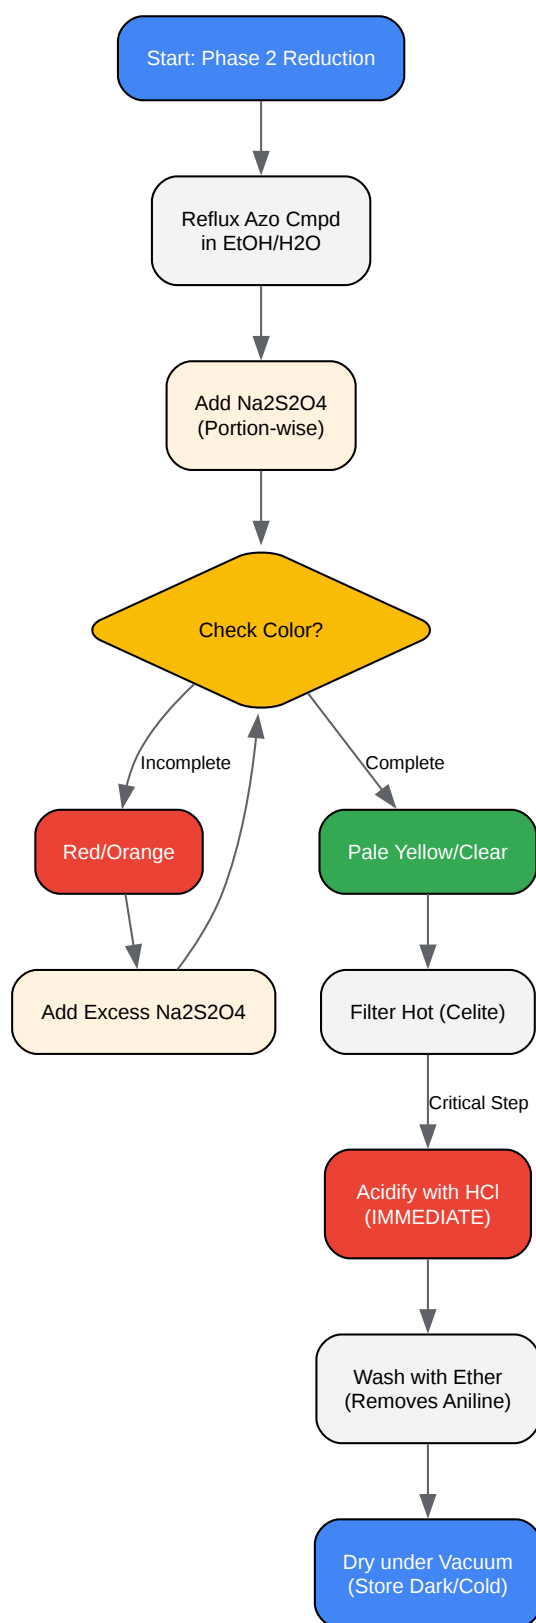 Start: Phase 2 Reduction
Reflux Azo Cmpd
in EtOH/H2O
Add Na2S2O4
(Portion-wise)
Check Color?
Incomplete
Complete
Red/Orange
Pale Yellow/Clear
Add Excess Na2S2O4
Filter Hot (Celite)
Critical Step
Acidify with HCl
(IMMEDIATE)
Wash with Ether
(Removes Aniline)
Dry under Vacuum
(Store Dark/Cold)